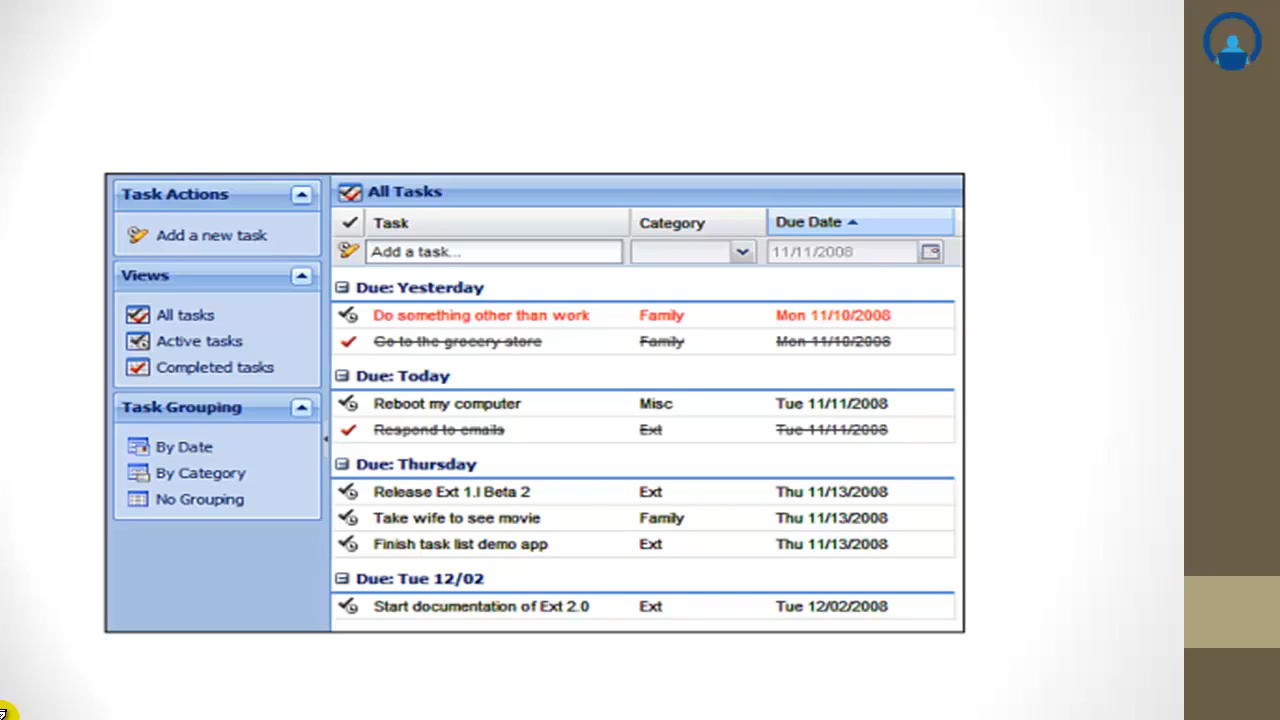 Task Actions
Add a new task
Views
All tasks
Active tasks
Completed tasks
Task Grouping
By Date
By Category
No Grouping
All Tasks
Task Category Due Date
Add a task... 11/11/2008
Due: Yesterday
Do something other than work Family Mon 11/10/2008
Go to the grocery store Family Mon 11/10/2008
Due: Today
Reboot my computer Misc Tue 11/11/2008
Respond to emails Ext Tue 11/11/2008
Due: Thursday
Release Ext 1.1 Beta 2 Ext Thu 11/13/2008
Take wife to see movie Family Thu 11/13/2008
Finish task list demo app Ext Thu 11/13/2008
Due: Tue 12/02
Start documentation of Ext 2.0 Ext Tue 12/02/2008